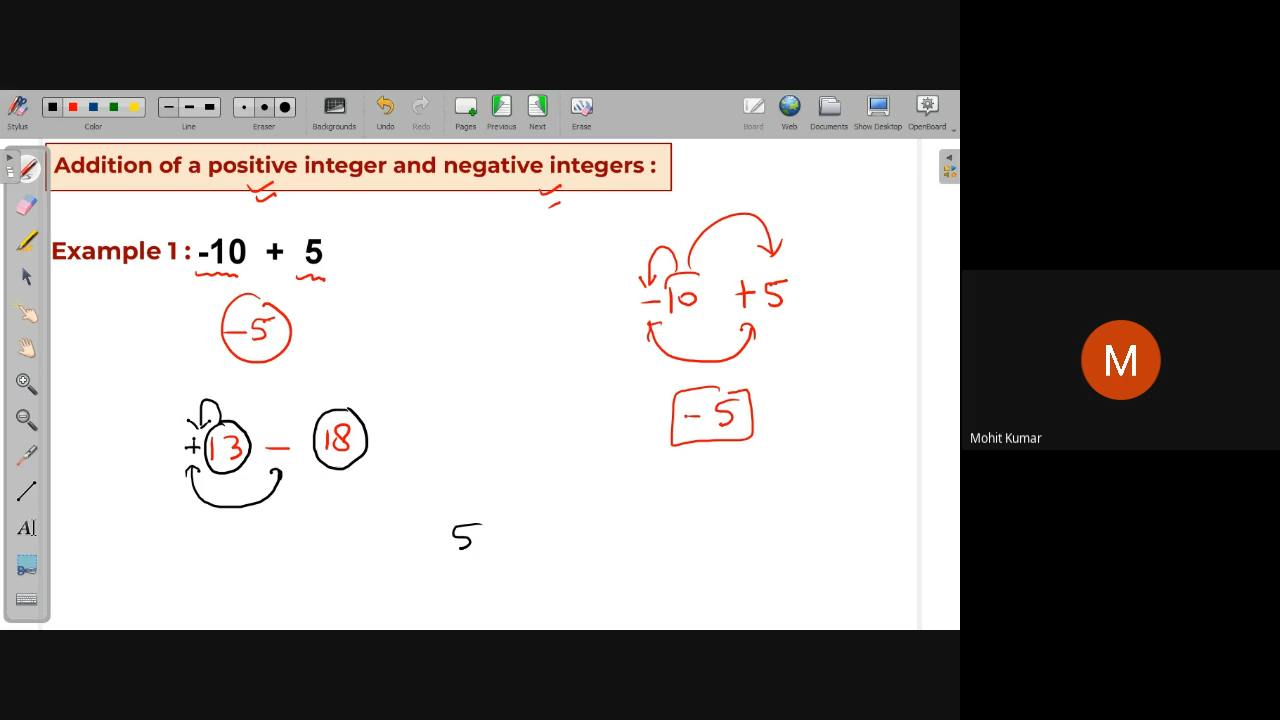 Stylus Color Line Eraser Backgrounds Undo Redo Pages Previous Next Erase Board Web Documents Show Desktop OpenBoard
Addition of a positive integer and negative integers :
Example 1 : -10 + 5
-10 +5
-5
-5
+13 - 18
5
M
Mohit Kumar